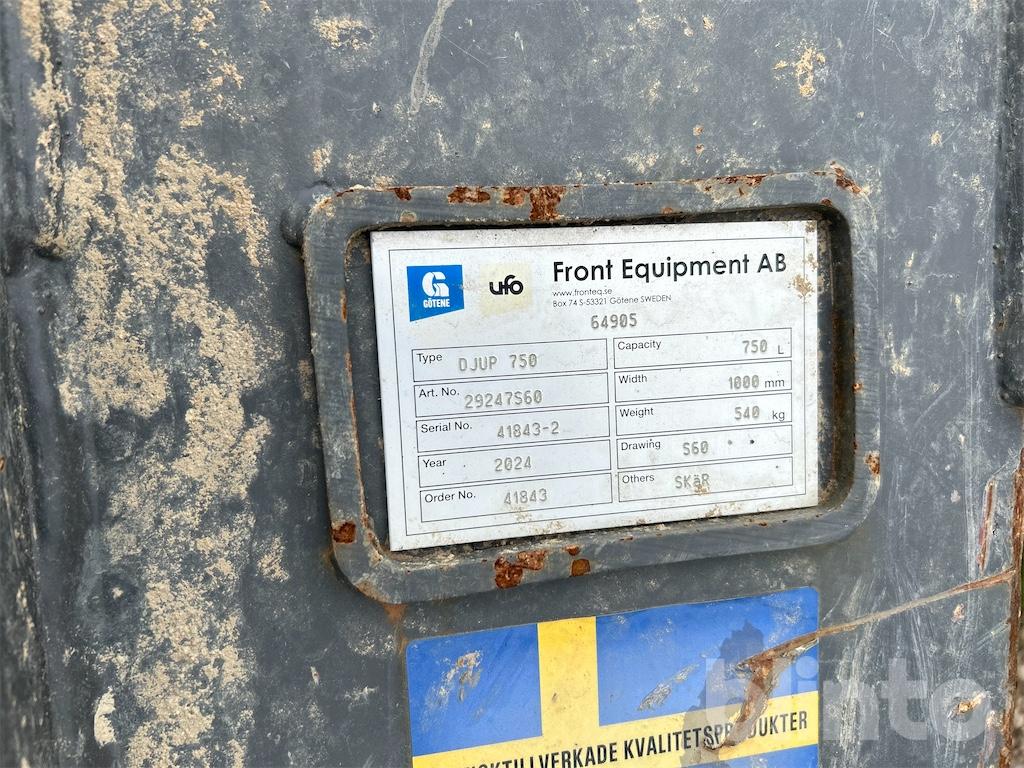 GÖTENE
ufo
Front Equipment AB
www.fronteq.se
Box 74 S-53321 Götene SWEDEN
64905
Type DJUP 750
Capacity 750 L
Art. No. 29247S60
Width 1000 mm
Serial No. 41843-2
Weight 540 kg
Year 2024
Drawing S60
Order No. 41843
Others SKäR
KVALITETSPRODUKTER
blinto